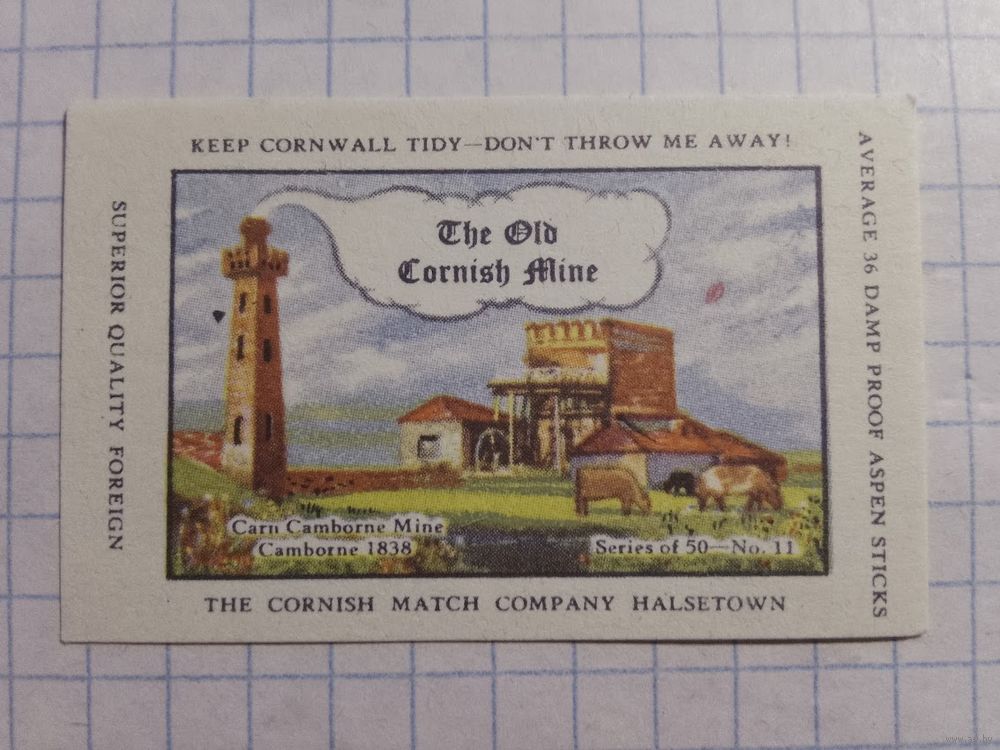 KEEP CORNWALL TIDY—DON'T THROW ME AWAY!
SUPERIOR QUALITY FOREIGN
The Old
Cornish Mine
Carn Camborne Mine
Camborne 1838
Series of 50—No. 11
AVERAGE 36 DAMP PROOF ASPEN STICKS
THE CORNISH MATCH COMPANY HALSETOWN